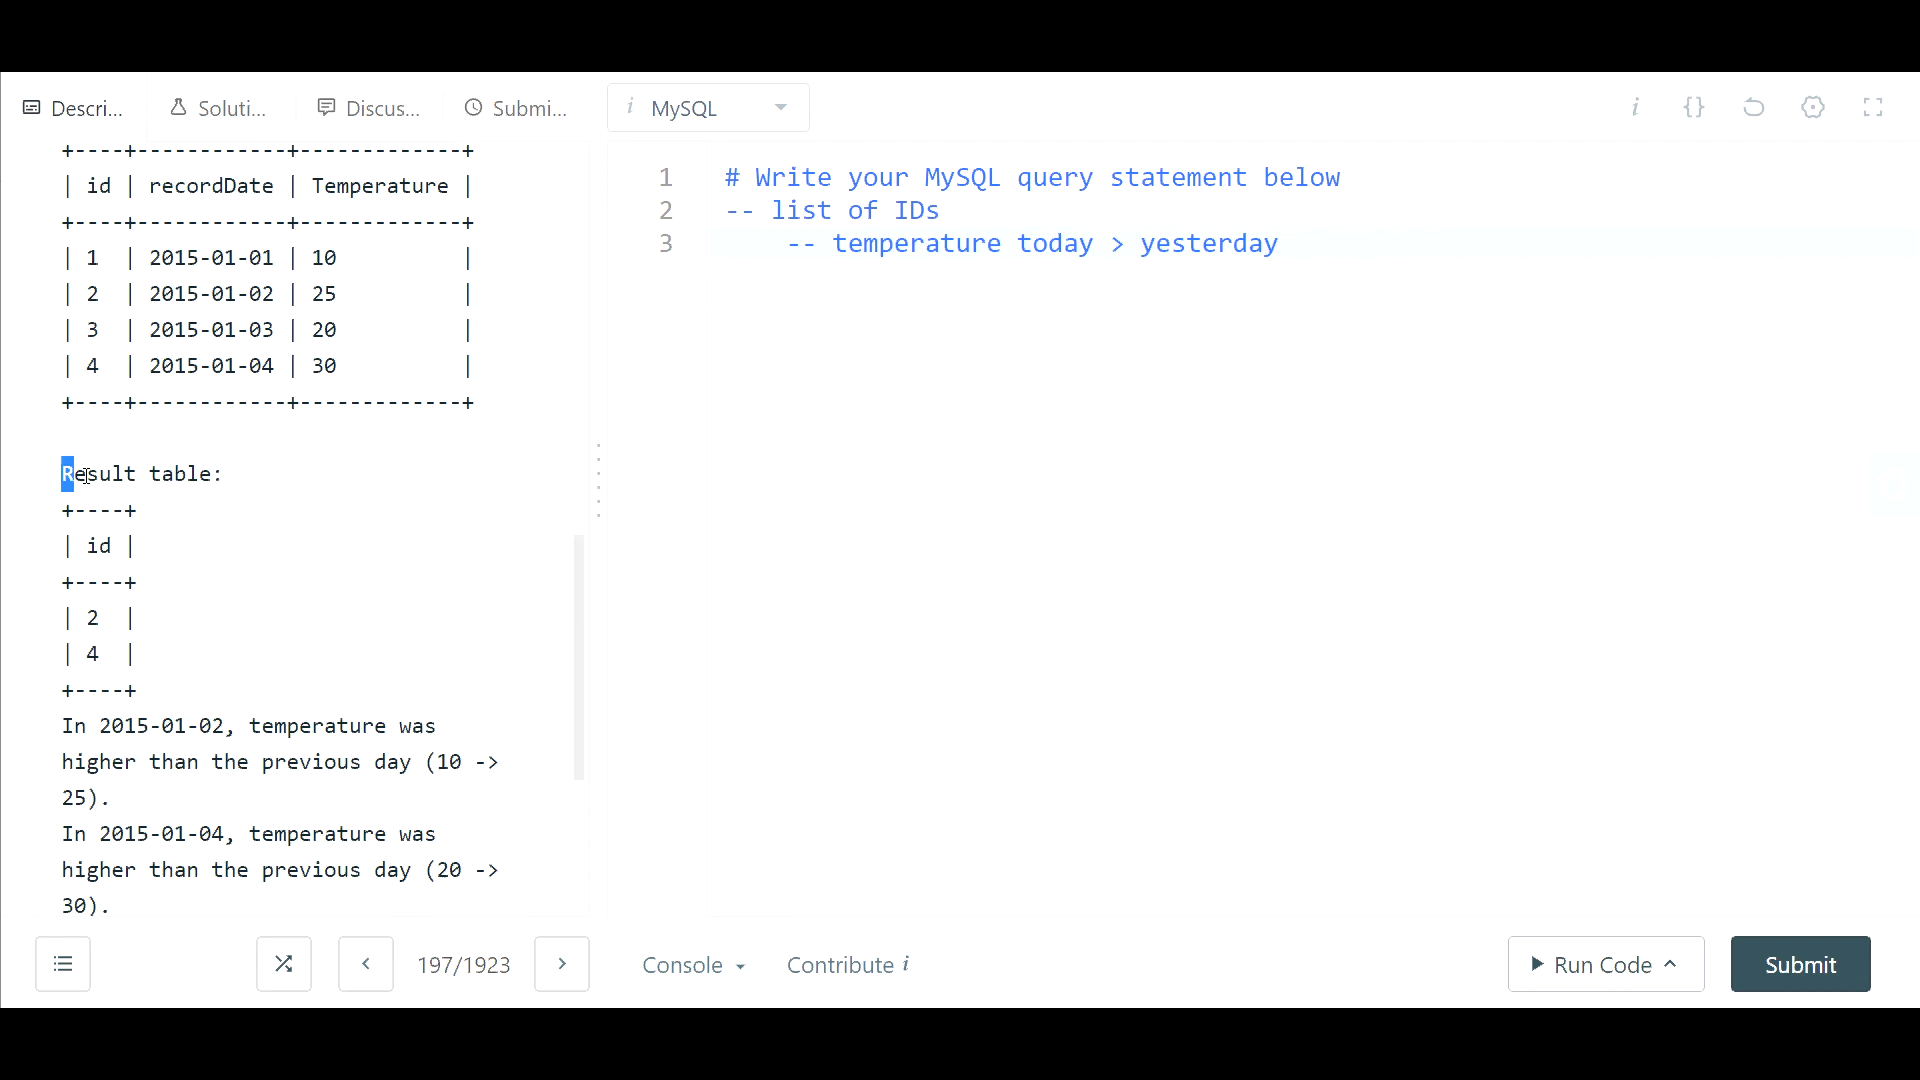 Descri... Soluti... Discus... Submi... i MySQL i {}
+----+------------+-------------+
| id | recordDate | Temperature |
+----+------------+-------------+
| 1  | 2015-01-01 | 10          |
| 2  | 2015-01-02 | 25          |
| 3  | 2015-01-03 | 20          |
| 4  | 2015-01-04 | 30          |
+----+------------+-------------+
Result table:
+----+
| id |
+----+
| 2  |
| 4  |
+----+
In 2015-01-02, temperature was
higher than the previous day (10 ->
25).
In 2015-01-04, temperature was
higher than the previous day (20 ->
30).
1 # Write your MySQL query statement below
2 -- list of IDs
3     -- temperature today > yesterday
< 197/1923 > Console Contribute i Run Code Submit